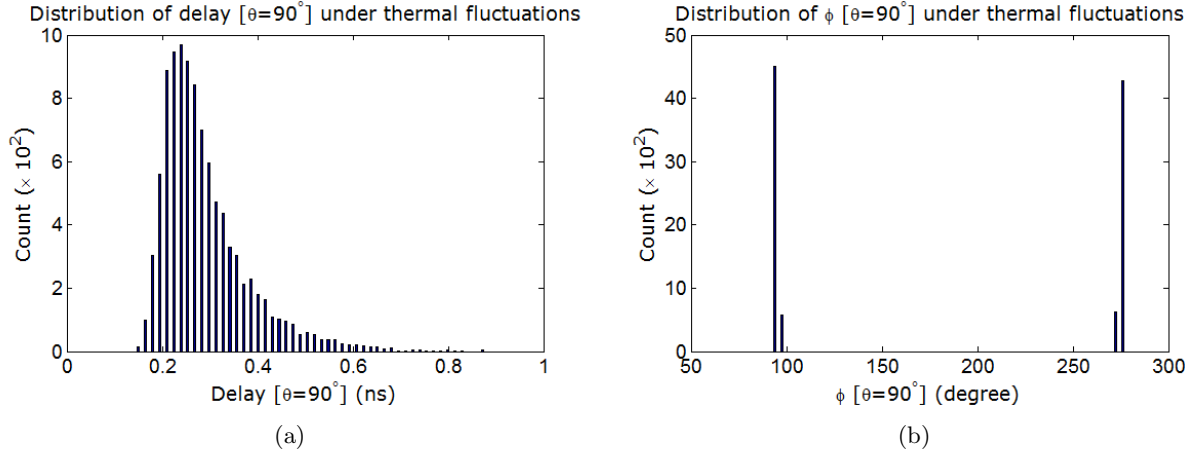 Distribution of delay [θ=90°] under thermal fluctuations
10
8
6
4
2
0
Count (× 10²)
0 0.2 0.4 0.6 0.8 1
Delay [θ=90°] (ns)
(a)
Distribution of ϕ [θ=90°] under thermal fluctuations
50
40
30
20
10
0
Count (× 10²)
50 100 150 200 250 300
ϕ [θ=90°] (degree)
(b)